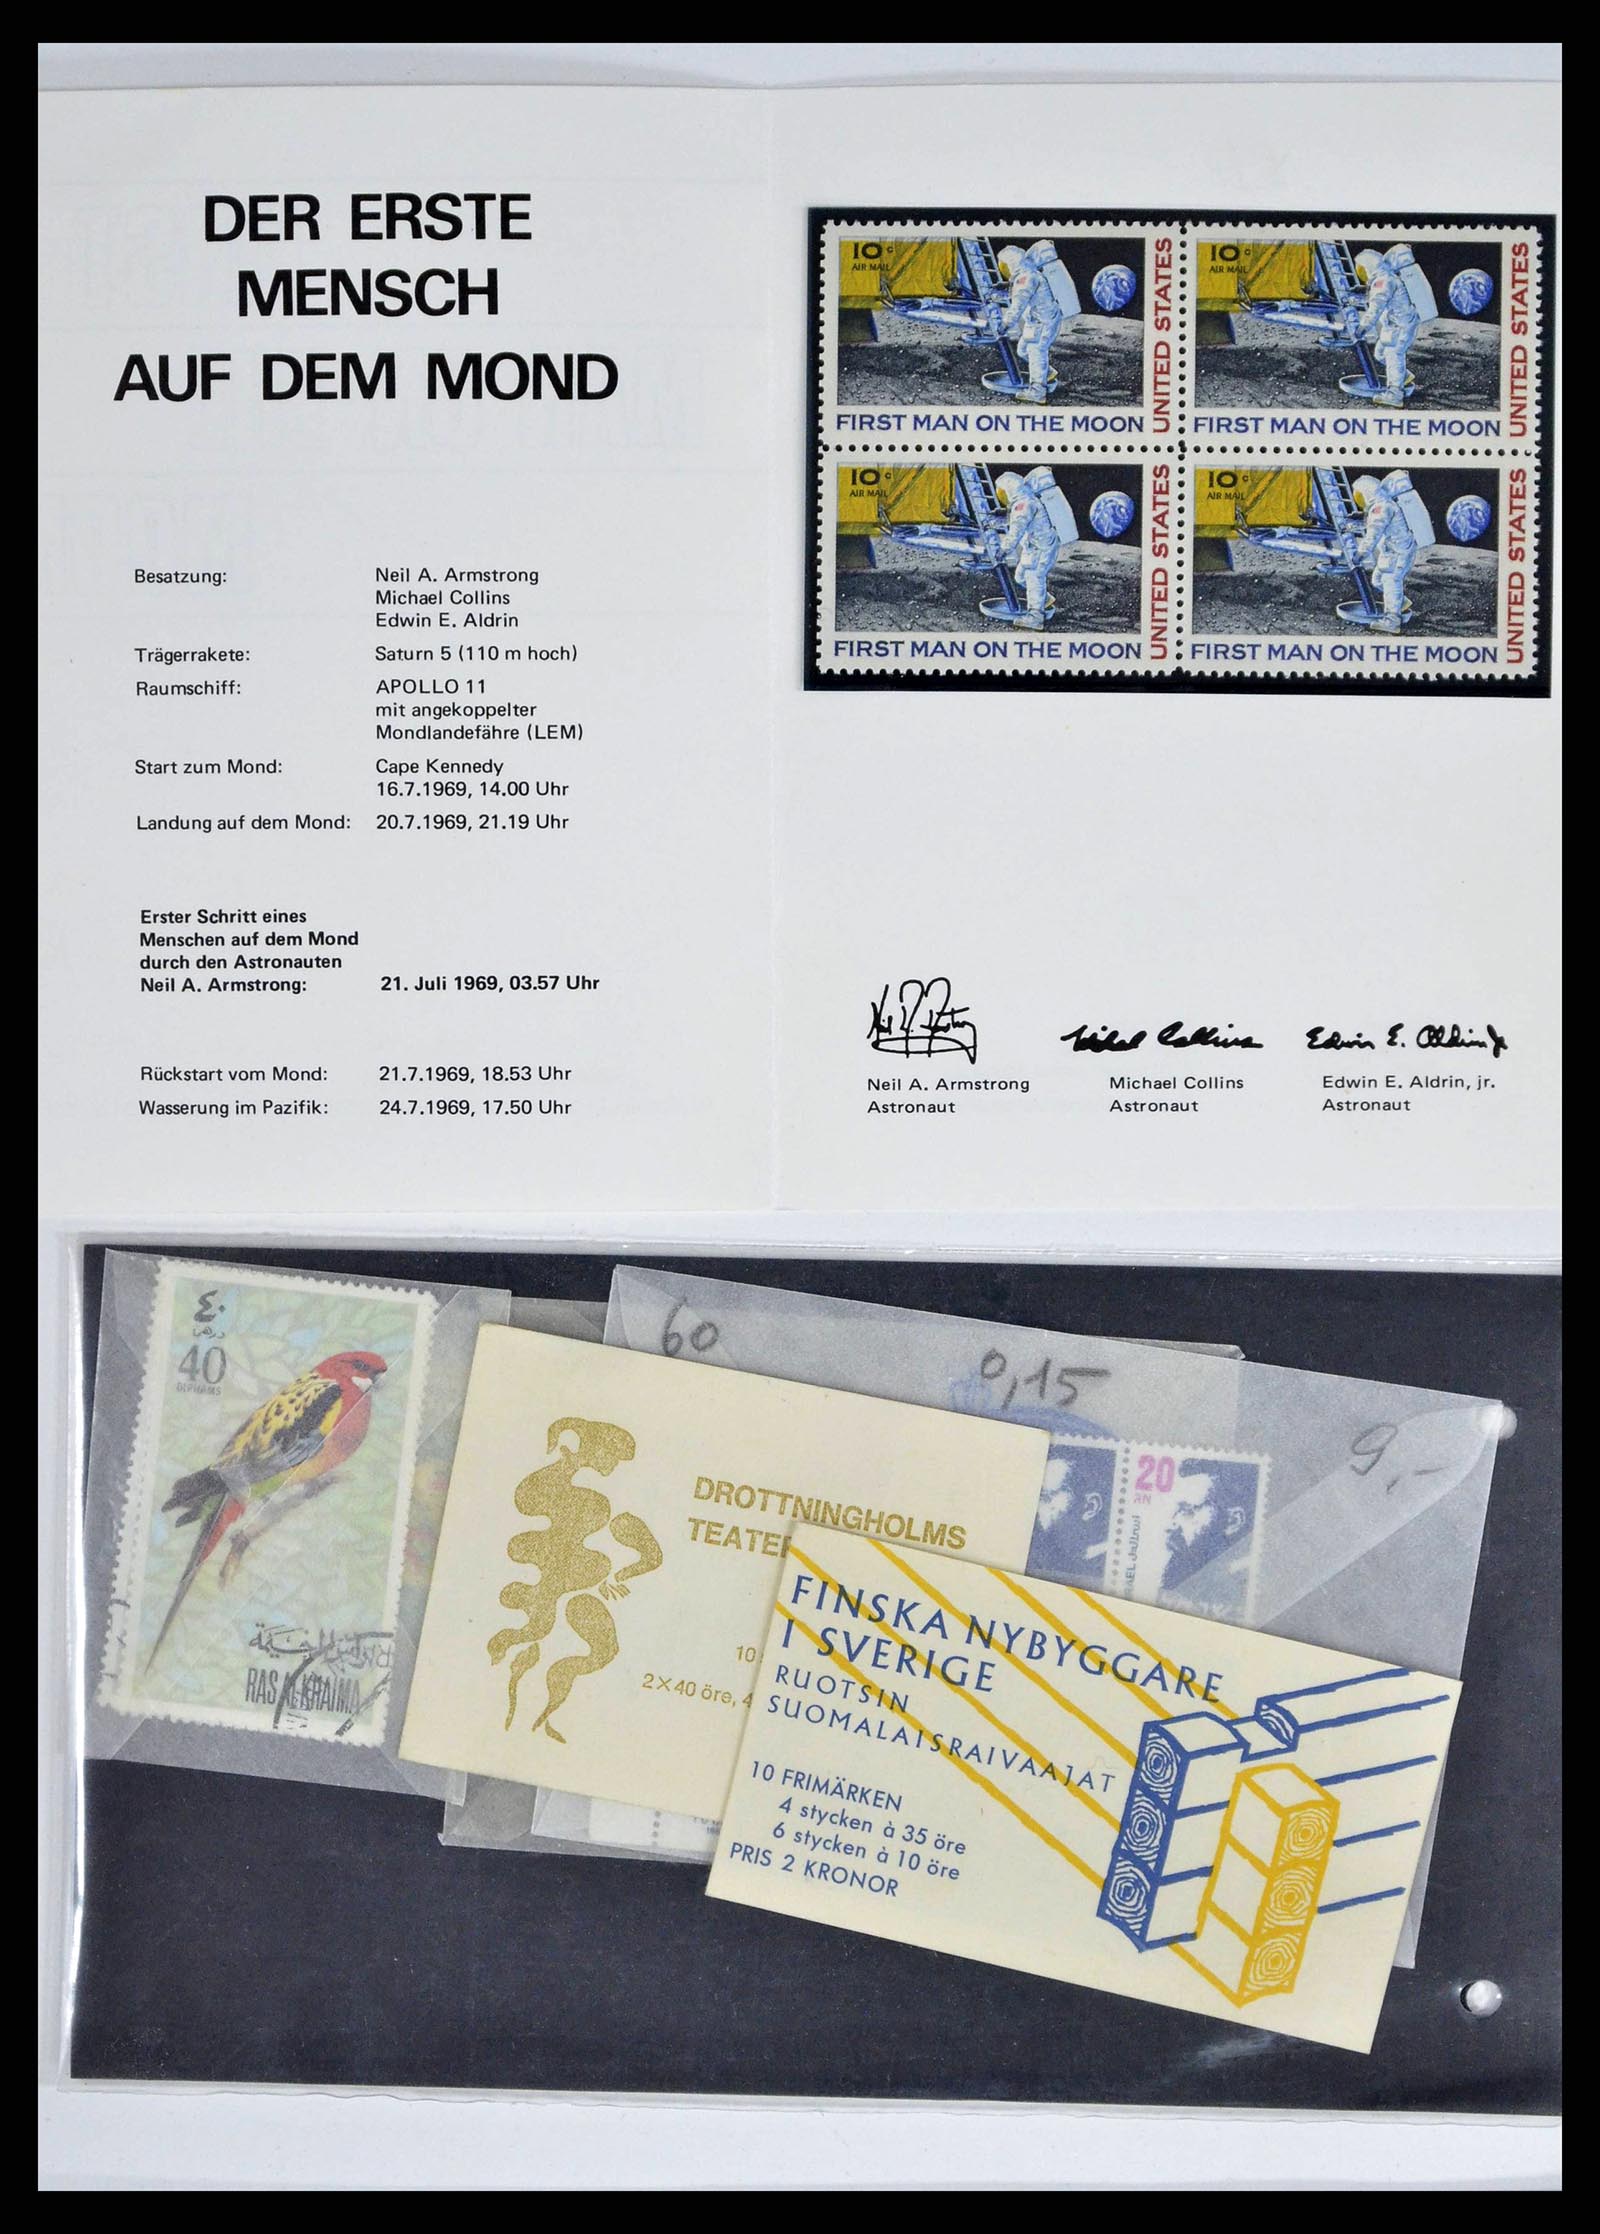 DER ERSTE
MENSCH
AUF DEM MOND
Besatzung: Neil A. Armstrong
Michael Collins
Edwin E. Aldrin
Trägerrakete: Saturn 5 (110 m hoch)
Raumschiff: APOLLO 11
mit angekoppelter
Mondlandefähre (LEM)
Start zum Mond: Cape Kennedy
16.7.1969, 14.00 Uhr
Landung auf dem Mond: 20.7.1969, 21.19 Uhr
Erster Schritt eines
Menschen auf dem Mond
durch den Astronauten
Neil A. Armstrong: 21. Juli 1969, 03.57 Uhr
Rückstart vom Mond: 21.7.1969, 18.53 Uhr
Wasserung im Pazifik: 24.7.1969, 17.50 Uhr
10c
AIR MAIL
UNITED STATES
FIRST MAN ON THE MOON
10c
AIR MAIL
UNITED STATES
FIRST MAN ON THE MOON
10c
AIR MAIL
UNITED STATES
FIRST MAN ON THE MOON
10c
AIR MAIL
UNITED STATES
FIRST MAN ON THE MOON
Michael Collins
Edwin E. Aldrin Jr
Neil A. Armstrong
Astronaut
Michael Collins
Astronaut
Edwin E. Aldrin, jr.
Astronaut
٤٠
40
DIRHAMS
RAS AL KHAIMA
60
0,15
9,-
20
DROTTNINGHOLMS
TEATER
10
2×40 öre, 4
FINSKA NYBYGGARE
I SVERIGE
RUOTSIN
SUOMALAISRAIVAAJAT
10 FRIMÄRKEN
4 stycken à 35 öre
6 stycken à 10 öre
PRIS 2 KRONOR